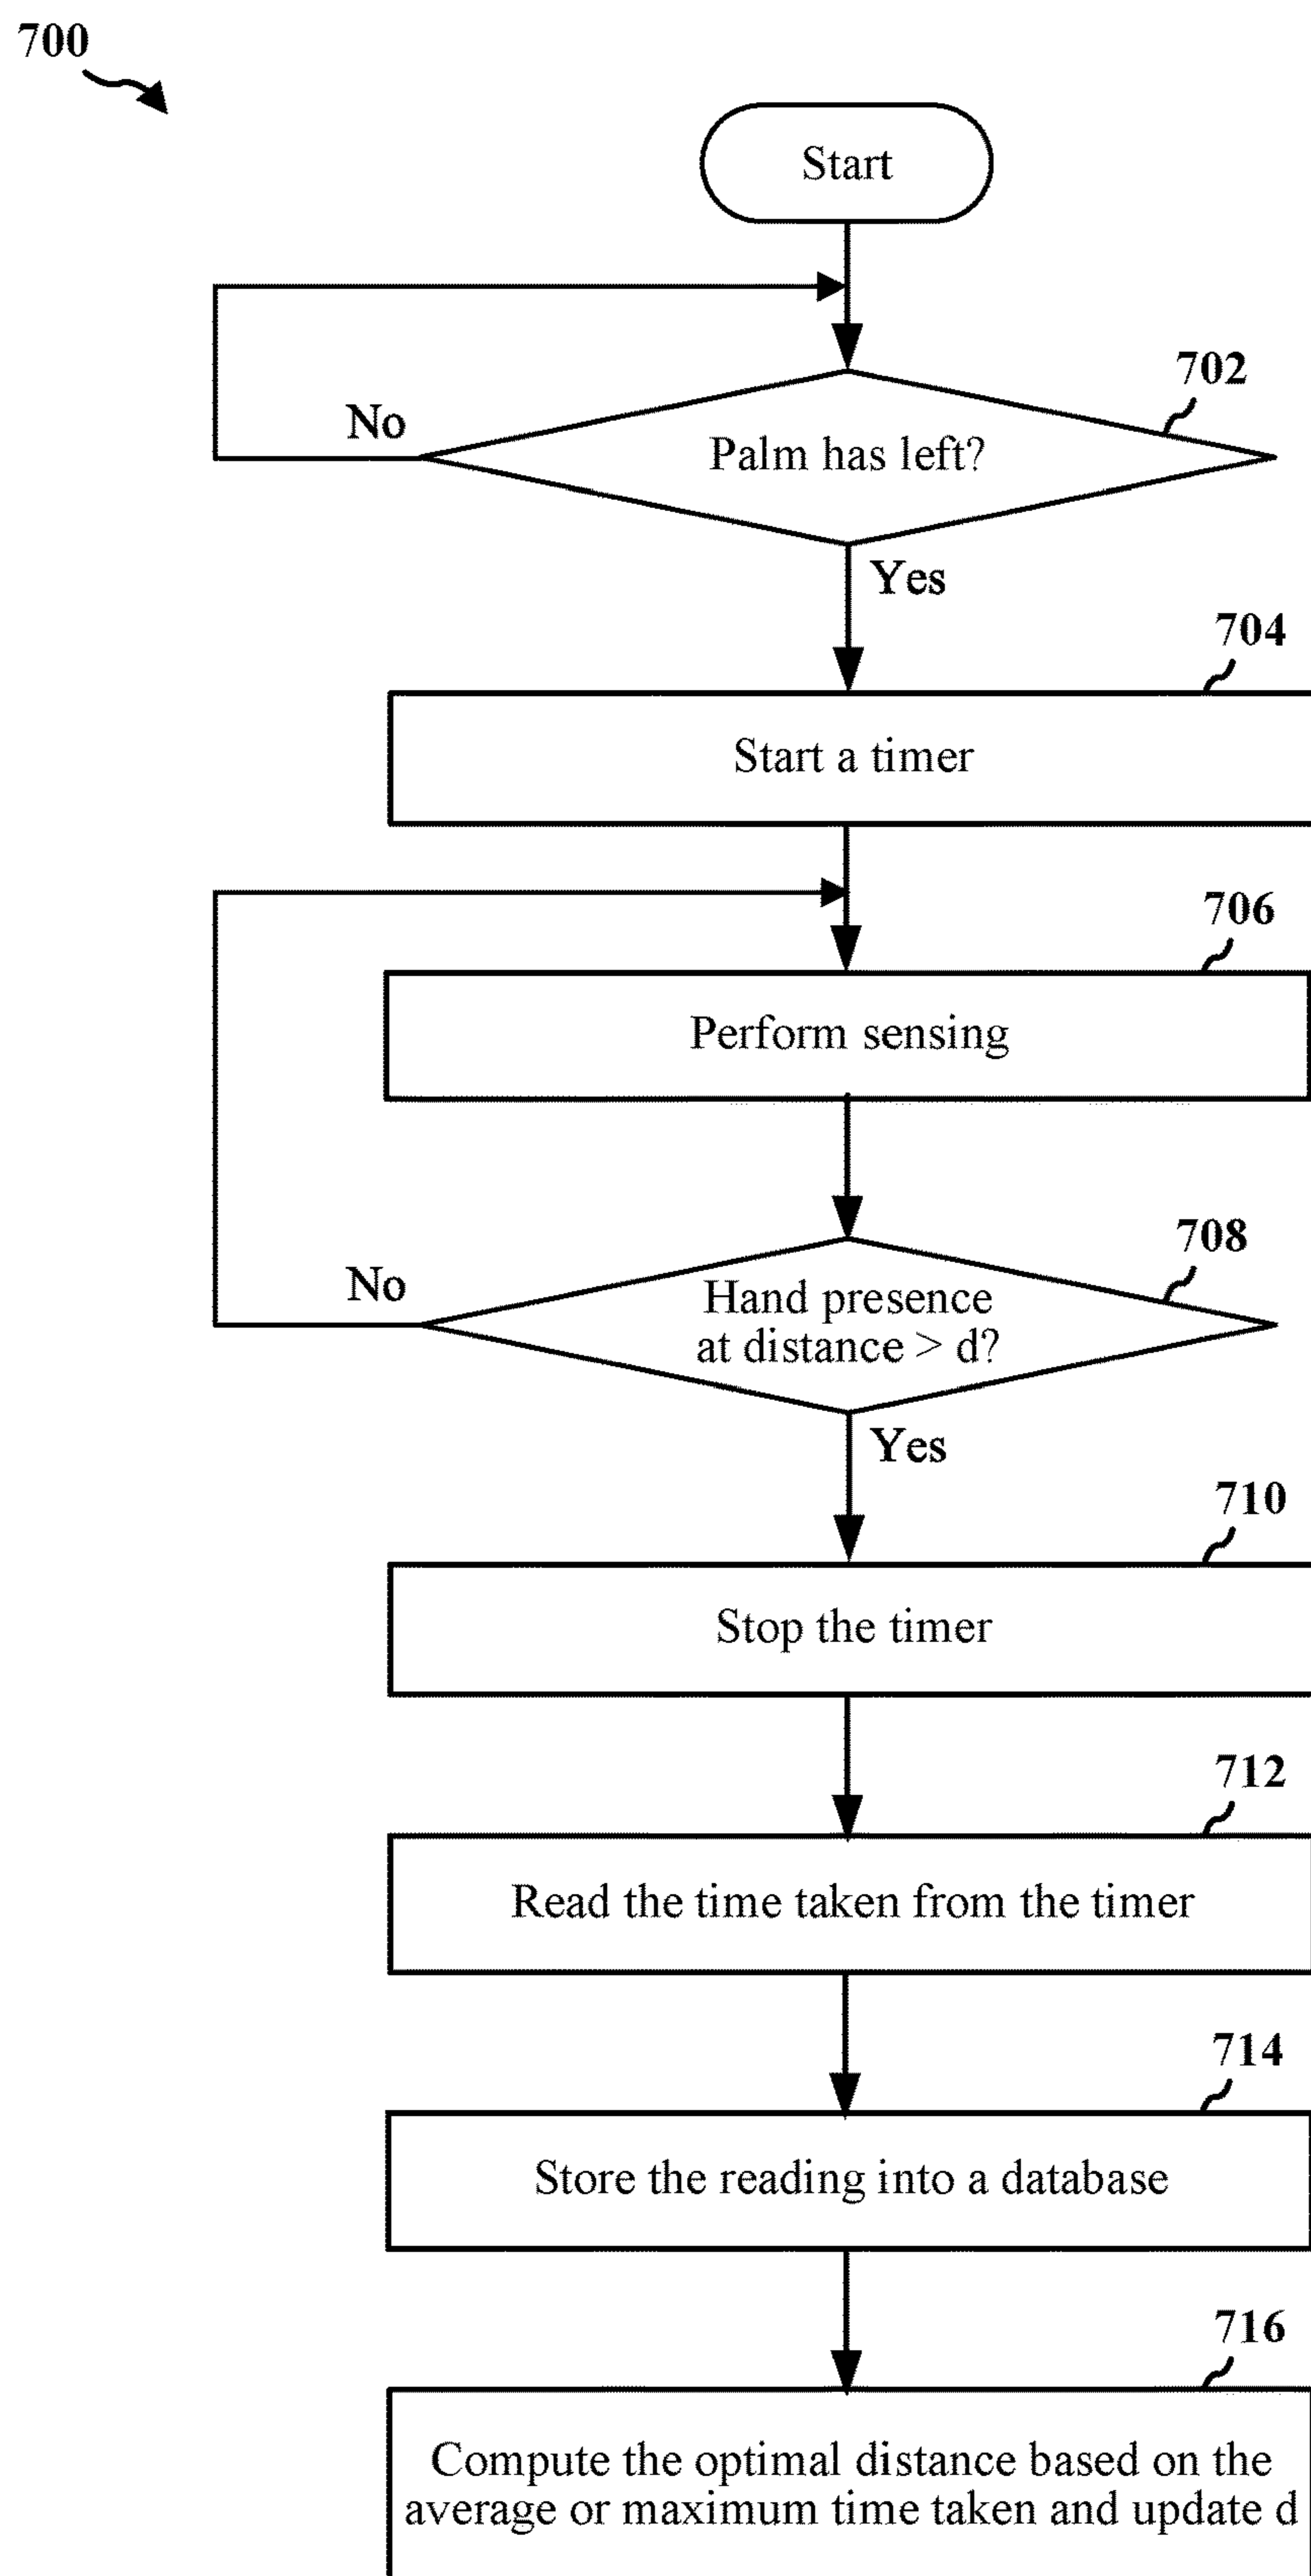 700
Start
702
No
Palm has left?
Yes
704
Start a timer
706
Perform sensing
708
No
Hand presence
at distance > d?
Yes
710
Stop the timer
712
Read the time taken from the timer
714
Store the reading into a database
716
Compute the optimal distance based on the
average or maximum time taken and update d